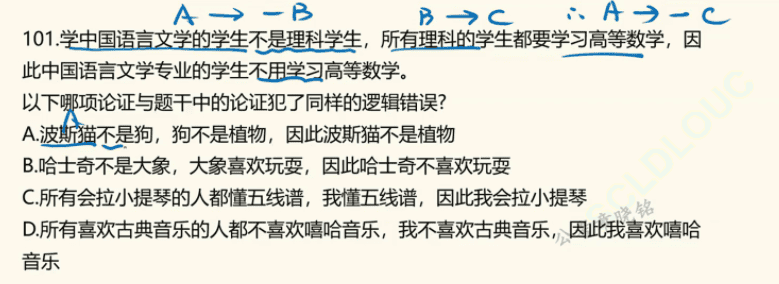 A → -B B → C ∴ A → -C
101.学中国语言文学的学生不是理科学生，所有理科的学生都要学习高等数学，因
此中国语言文学专业的学生不用学习高等数学。
以下哪项论证与题干中的论证犯了同样的逻辑错误？
A
A.波斯猫不是狗，狗不是植物，因此波斯猫不是植物
B.哈士奇不是大象，大象喜欢玩耍，因此哈士奇不喜欢玩耍
C.所有会拉小提琴的人都懂五线谱，我懂五线谱，因此我会拉小提琴
D.所有喜欢古典音乐的人都不喜欢嘻哈音乐，我不喜欢古典音乐，因此我喜欢嘻哈
音乐